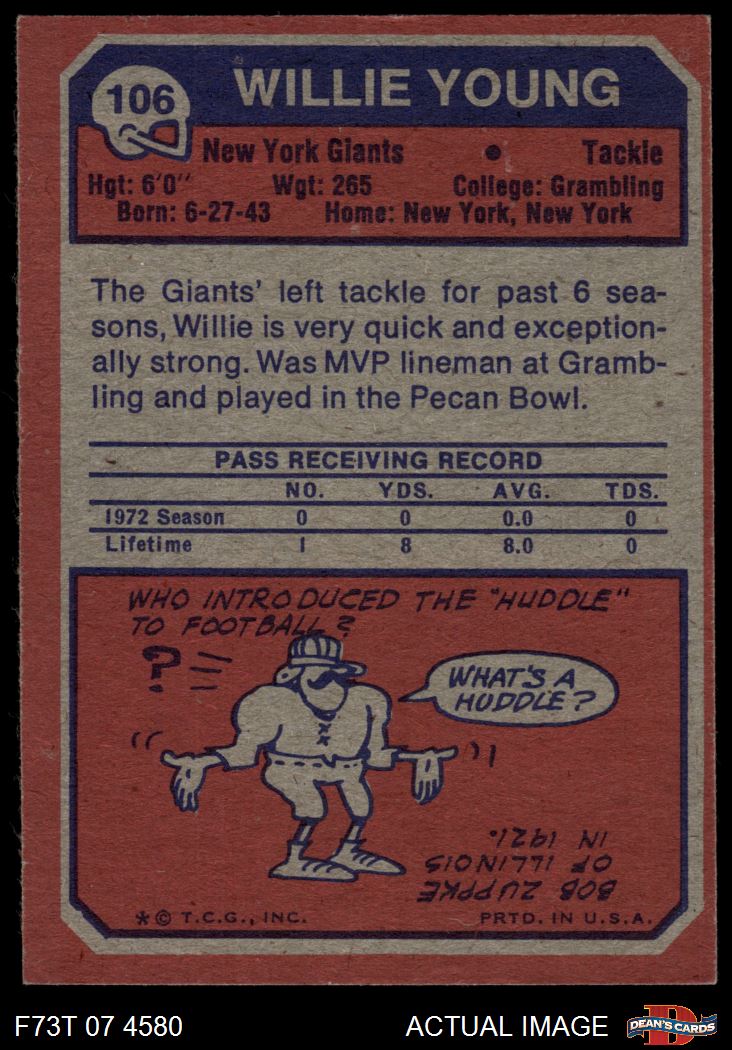 106
WILLIE YOUNG
New York Giants • Tackle
Hgt: 6'0" Wgt: 265 College: Grambling
Born: 6-27-43 Home: New York, New York
The Giants' left tackle for past 6 sea-
sons, Willie is very quick and exception-
ally strong. Was MVP lineman at Gramb-
ling and played in the Pecan Bowl.
PASS RECEIVING RECORD
NO. YDS. AVG. TDS.
1972 Season 0 0 0.0 0
Lifetime 1 8 8.0 0
WHO INTRODUCED THE "HUDDLE"
TO FOOTBALL?
?
WHAT'S A
HUDDLE?
BOB ZUPPKE
OF ILLINOIS
IN 1921.
* © T.C.G., INC. PRTD. IN U.S.A.
F73T 07 4580 ACTUAL IMAGE D DEAN'S CARDS